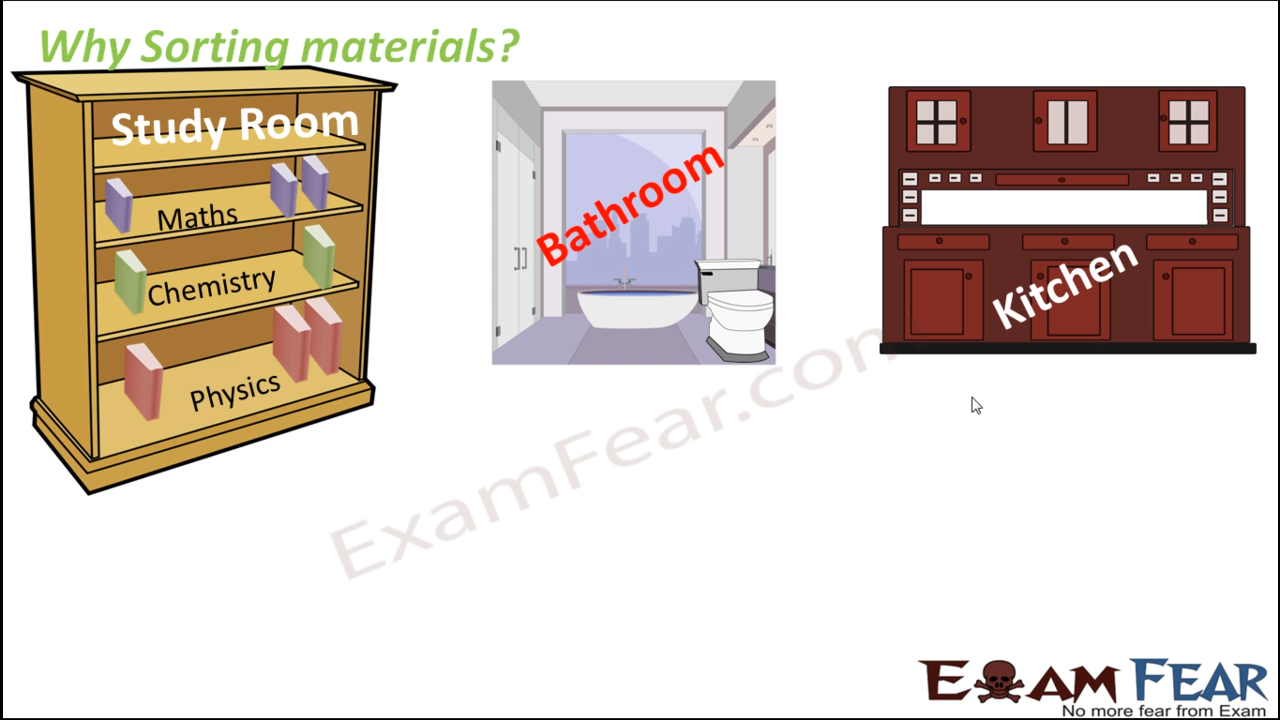 Why Sorting materials?
Study Room
Maths
Chemistry
Physics
Bathroom
Kitchen
ExamFear.com
EXAM FEAR
No more fear from Exam